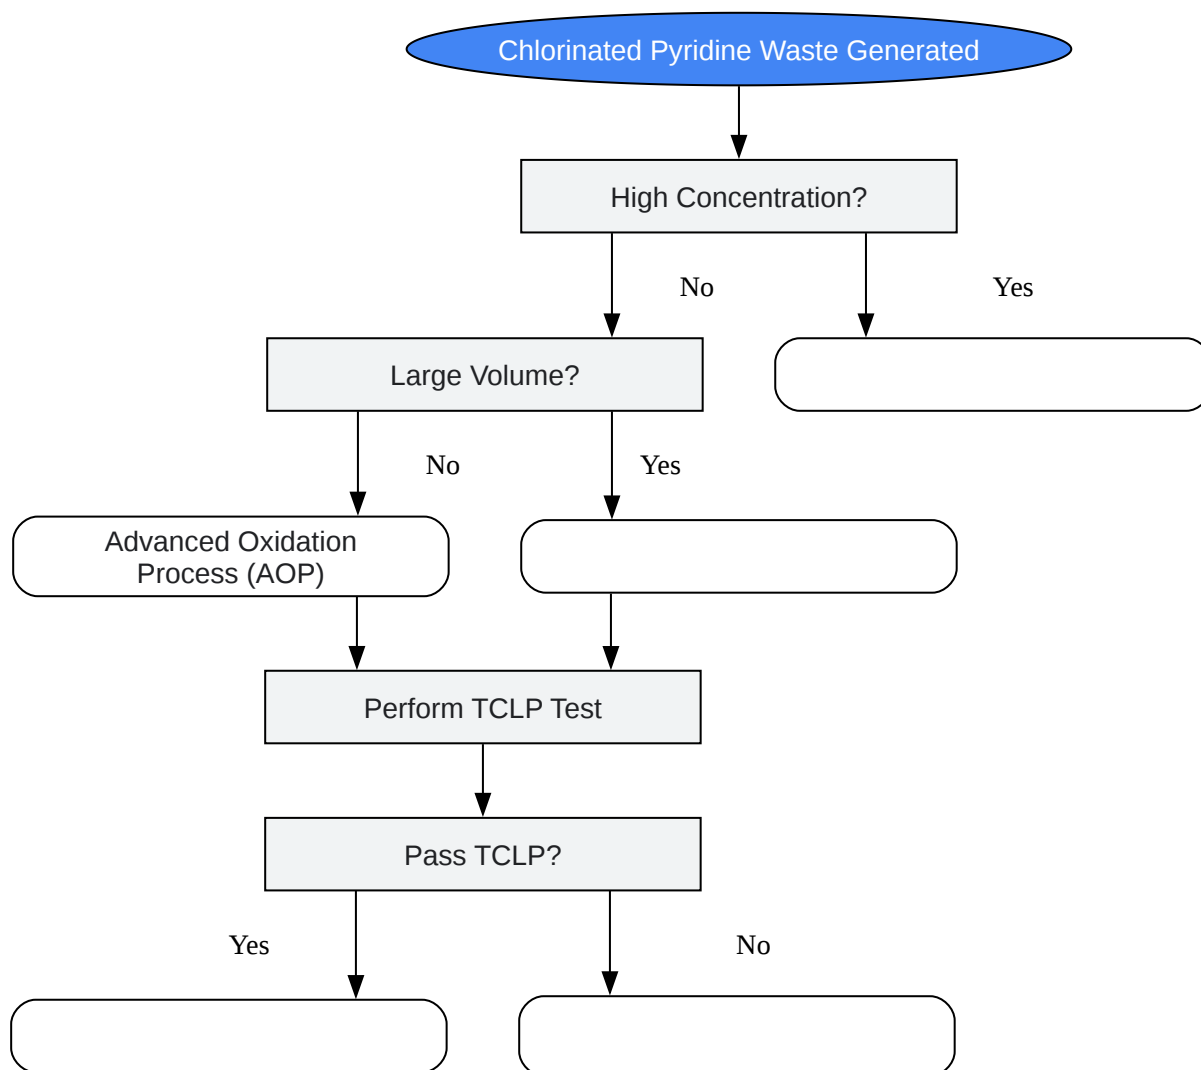 Chlorinated Pyridine Waste Generated
High Concentration?
No
Yes
Large Volume?
No
Yes
Advanced Oxidation
Process (AOP)
Perform TCLP Test
Pass TCLP?
Yes
No